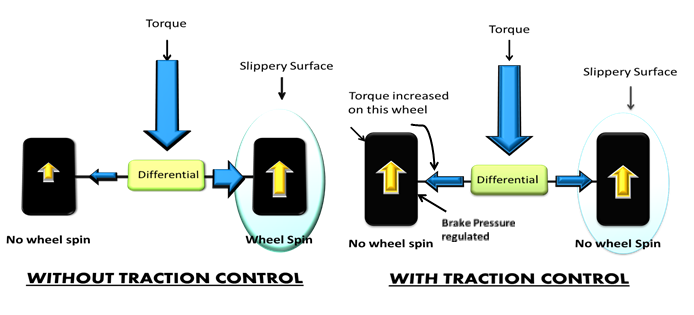 Torque
Slippery Surface
Differential
No wheel spin
Wheel Spin
WITHOUT TRACTION CONTROL
Torque
Slippery Surface
Torque increased
on this wheel
Differential
Brake Pressure
regulated
No wheel spin
No wheel Spin
WITH TRACTION CONTROL